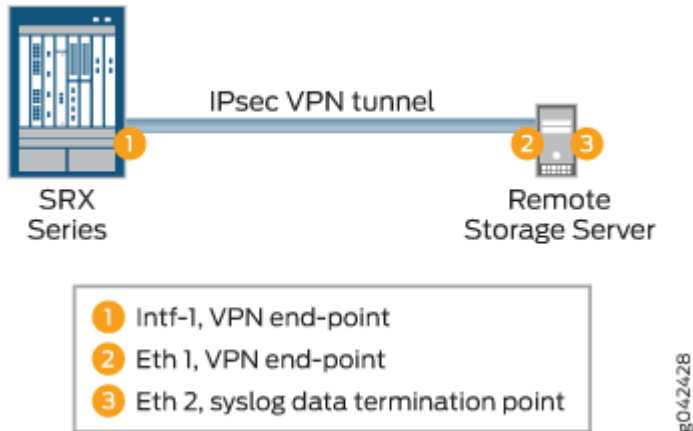 IPsec VPN tunnel
1
2
3
SRX
Series
Remote
Storage Server
1 Intf-1, VPN end-point
2 Eth 1, VPN end-point
3 Eth 2, syslog data termination point
g042428